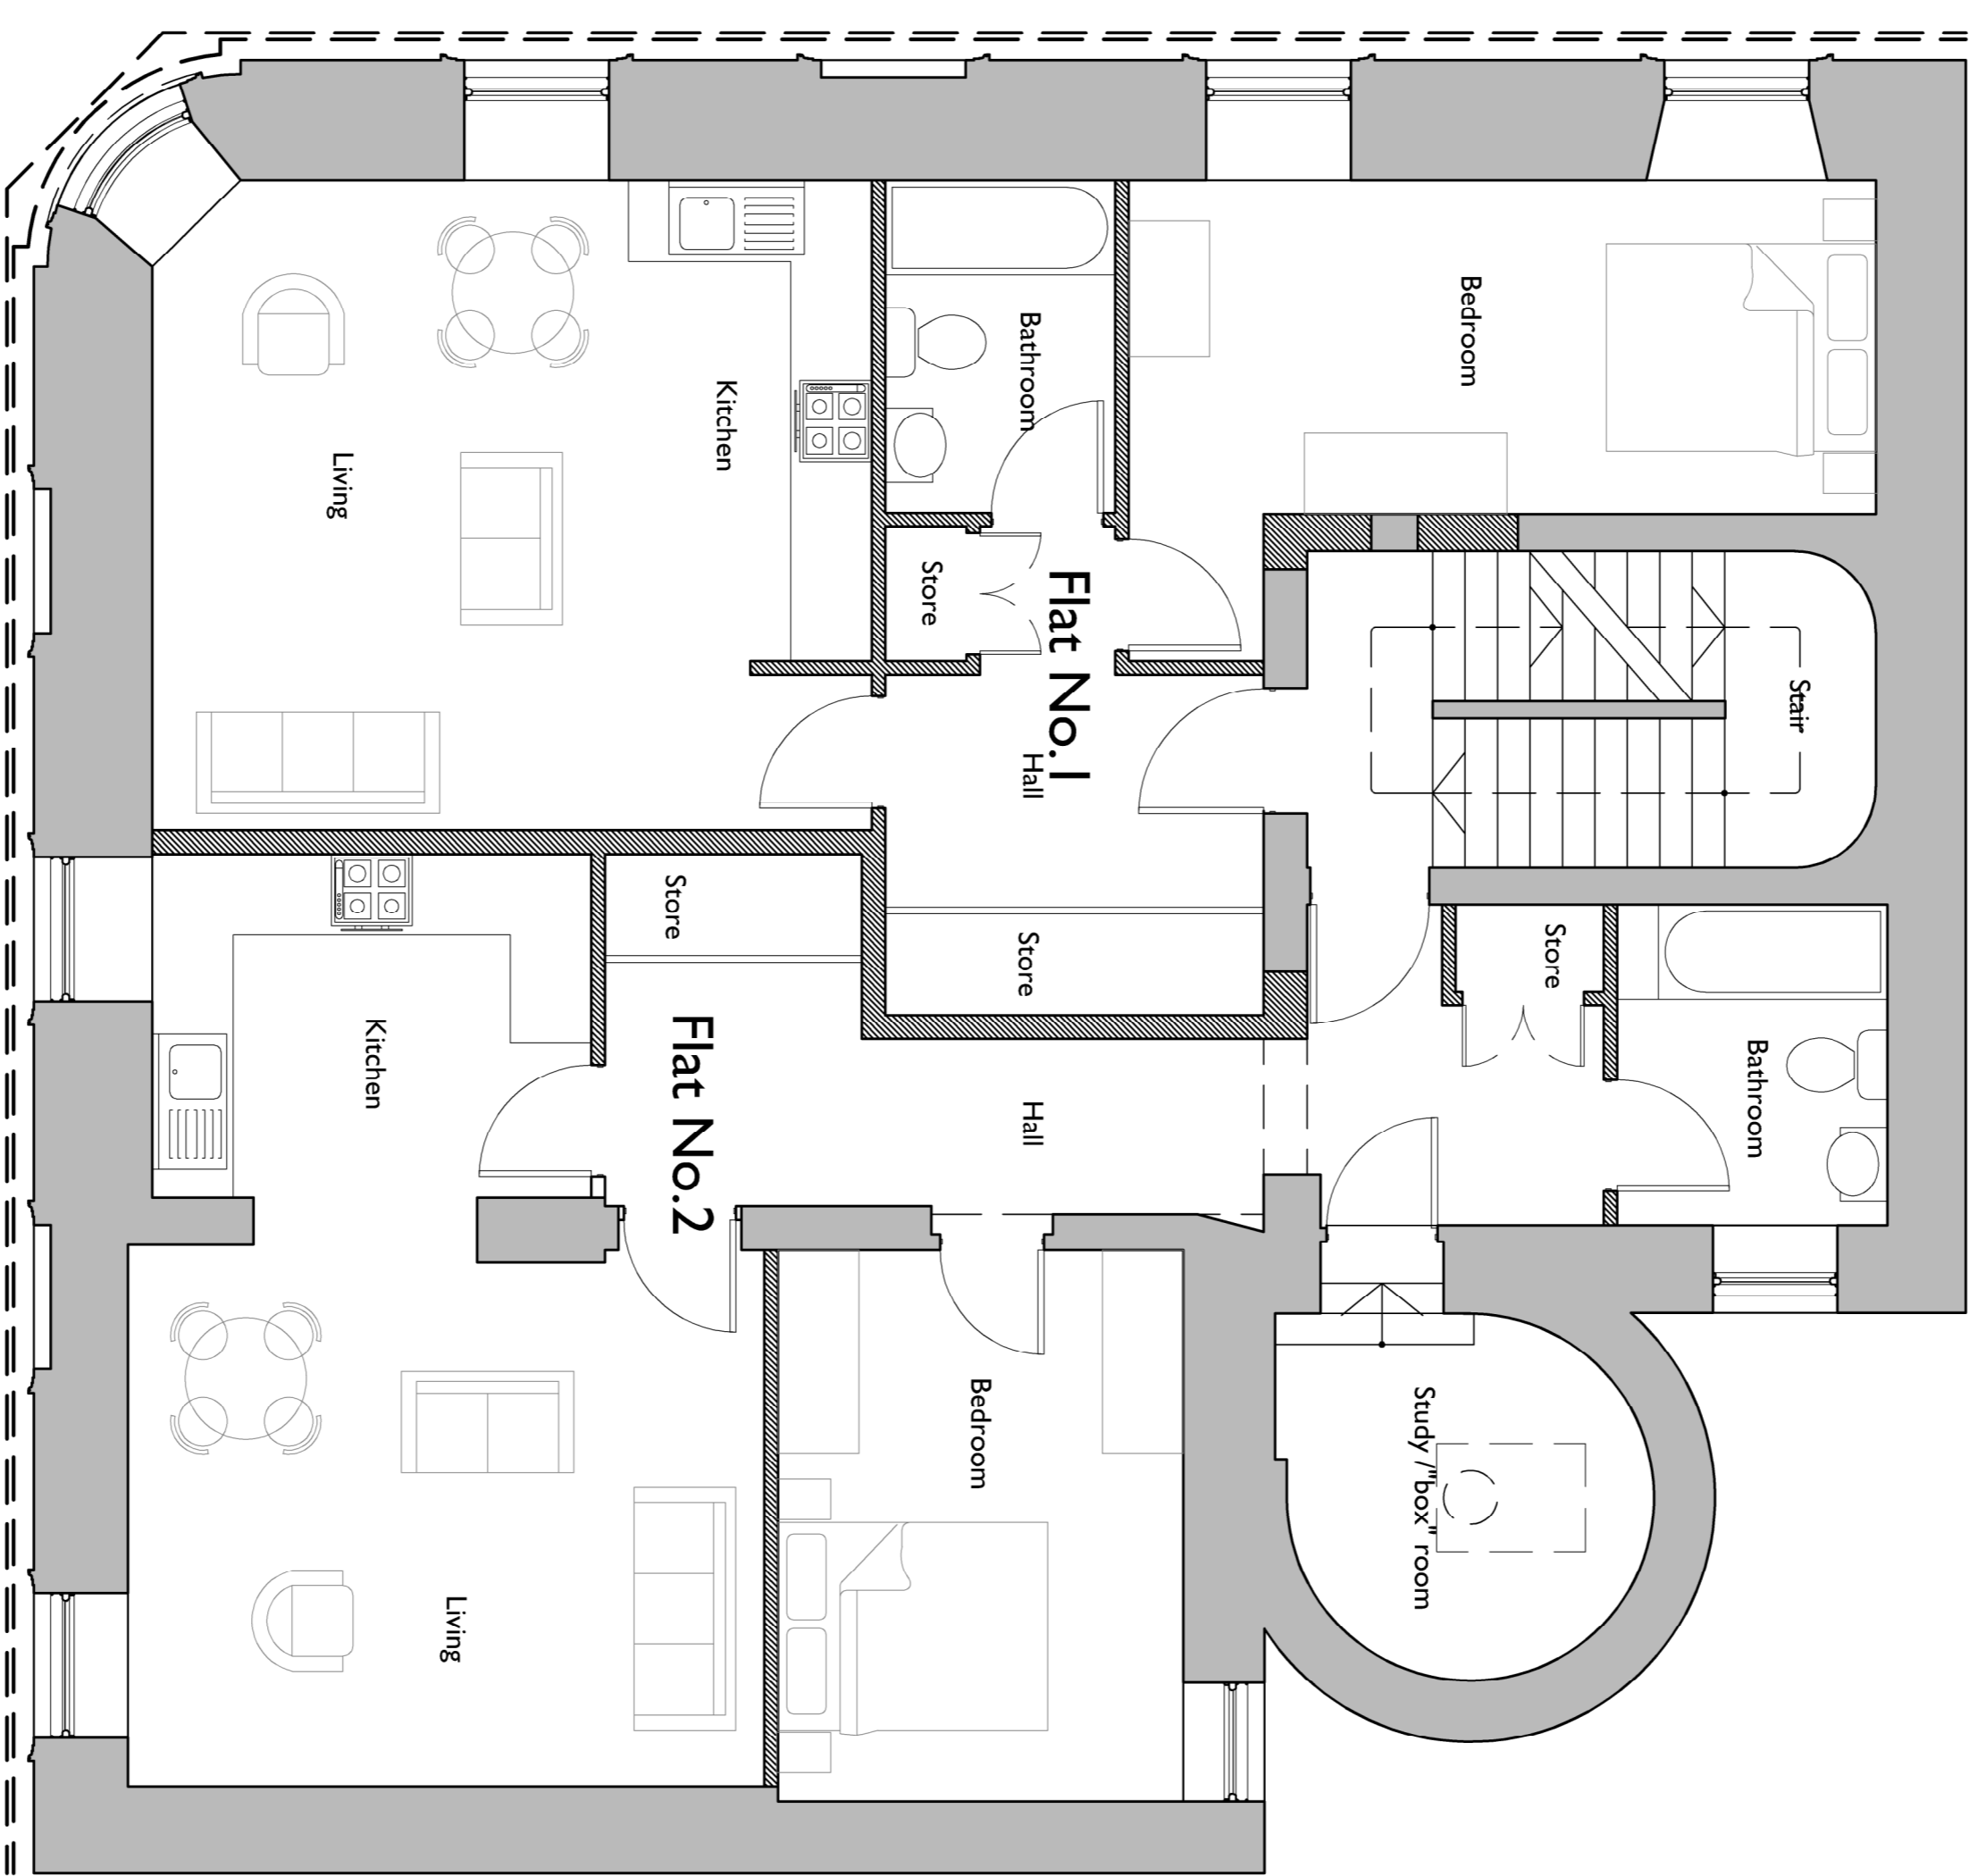 Bedroom
Bathroom
Kitchen
Living
Store
Flat No.1
Hall
Stair
Store
Store
Store
Bathroom
Kitchen
Flat No.2
Hall
Bedroom
Study /"box" room
Living